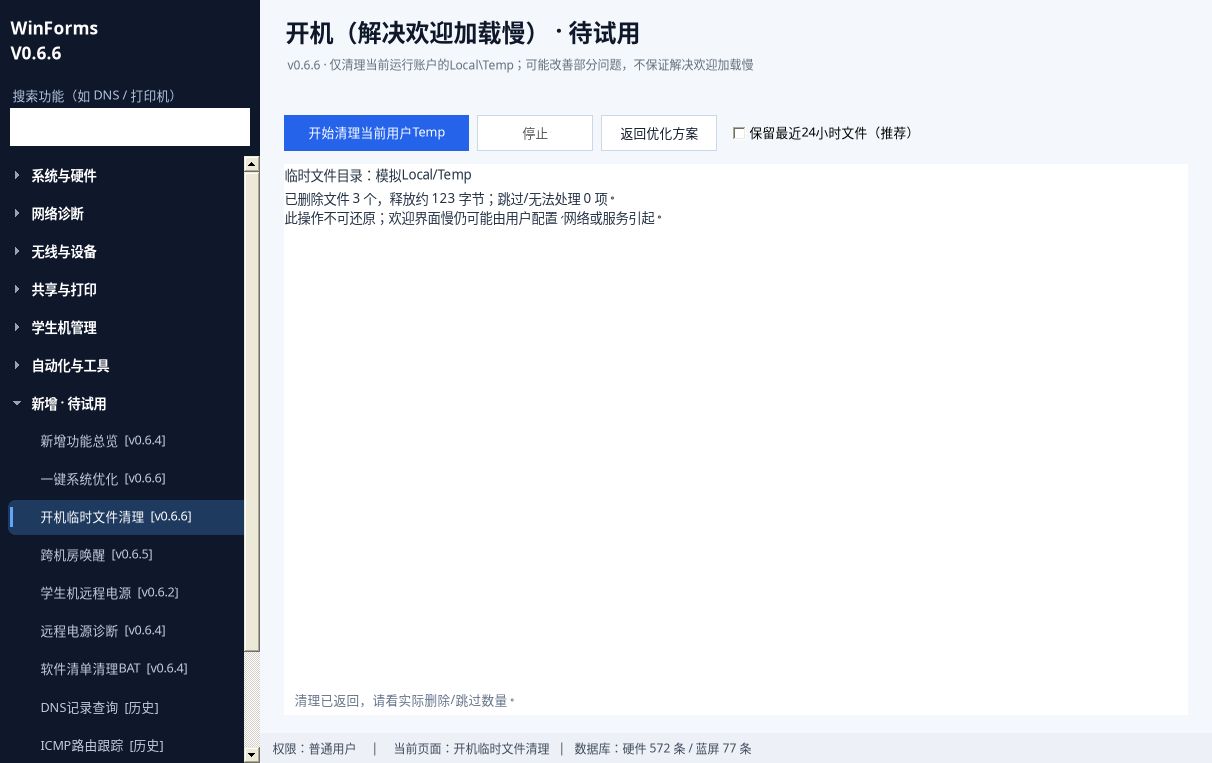 WinForms
V0.6.6
搜索功能（如 DNS / 打印机）
系统与硬件
网络诊断
无线与设备
共享与打印
学生机管理
自动化与工具
新增 · 待试用
新增功能总览 [v0.6.4]
一键系统优化 [v0.6.6]
开机临时文件清理 [v0.6.6]
跨机房唤醒 [v0.6.5]
学生机远程电源 [v0.6.2]
远程电源诊断 [v0.6.4]
软件清单清理BAT [v0.6.4]
DNS记录查询 [历史]
ICMP路由跟踪 [历史]
开机（解决欢迎加载慢） · 待试用
v0.6.6 · 仅清理当前运行账户的Local\Temp；可能改善部分问题，不保证解决欢迎加载慢
开始清理当前用户Temp 停止 返回优化方案 保留最近24小时文件（推荐）
临时文件目录：模拟Local/Temp
已删除文件 3 个，释放约 123 字节；跳过/无法处理 0 项。
此操作不可还原；欢迎界面慢仍可能由用户配置、网络或服务引起。
清理已返回，请看实际删除/跳过数量。
权限：普通用户 | 当前页面：开机临时文件清理 | 数据库：硬件 572 条 / 蓝屏 77 条